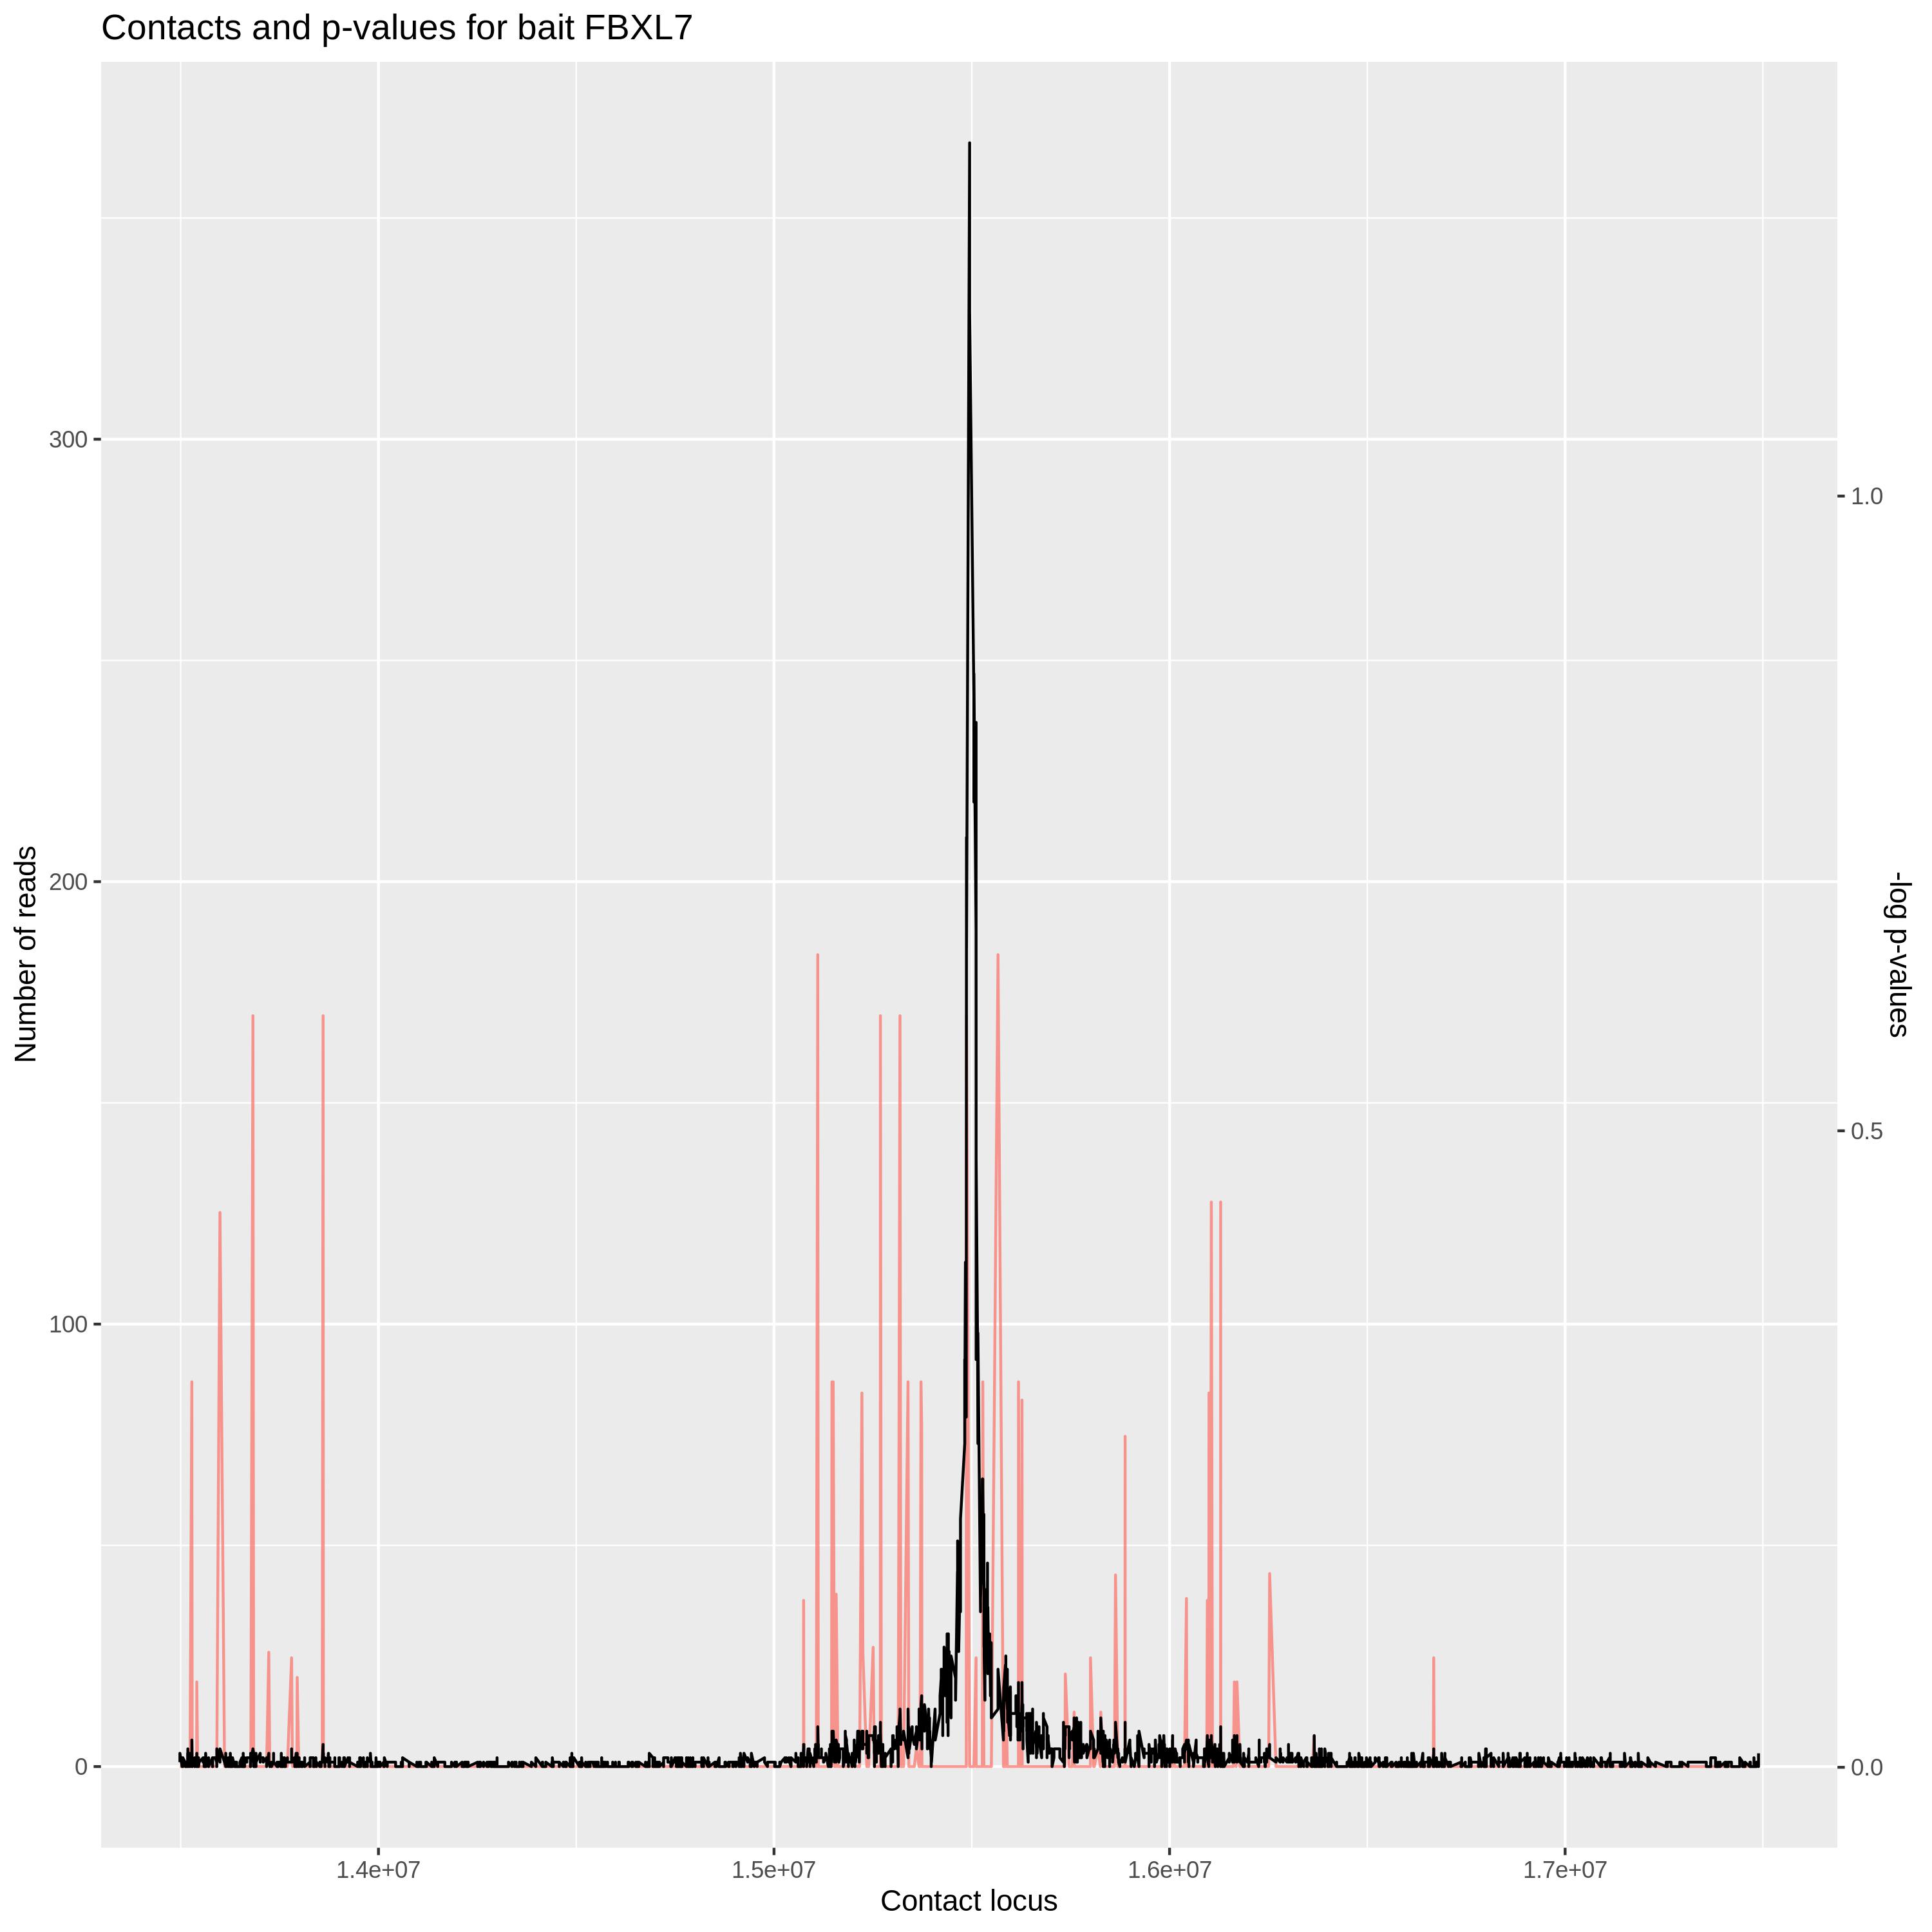 Contacts and p-values for bait FBXL7
Number of reads
300
200
100
0
1.0
0.5
0.0
-log p-values
1.4e+07 1.5e+07 1.6e+07 1.7e+07
Contact locus